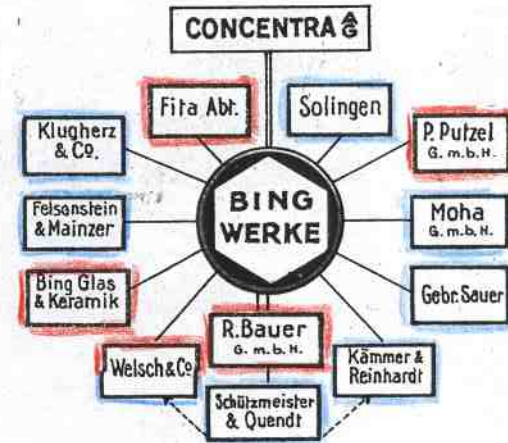 CONCENTRA AG
Fita Abt.
Solingen
Klugherz
& Co.
P. Putzel
G.m.b.H.
BING
WERKE
Felsenstein
& Mainzer
Moha
G.m.b.H.
Bing Glas
& Keramik
Gebr. Sauer
R. Bauer
G.m.b.H.
Welsch & Co
Kämmer &
Reinhardt
Schützmeister
& Quendt